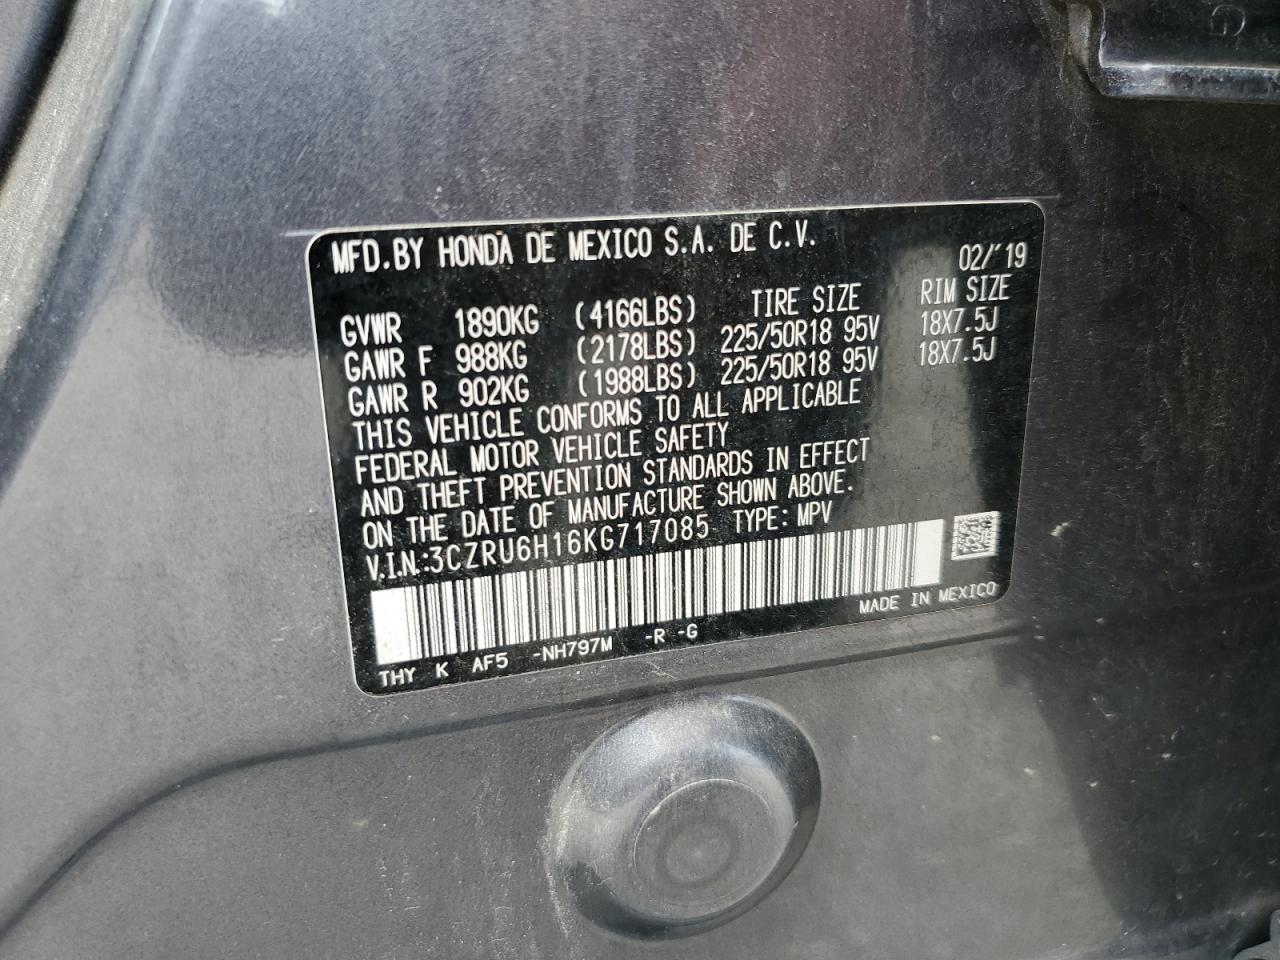 MFD.BY HONDA DE MEXICO S.A. DE C.V.
02/'19
TIRE SIZE RIM SIZE
GVWR 1890KG (4166LBS)
GAWR F 988KG (2178LBS) 225/50R18 95V 18X7.5J
GAWR R 902KG (1988LBS) 225/50R18 95V 18X7.5J
THIS VEHICLE CONFORMS TO ALL APPLICABLE
FEDERAL MOTOR VEHICLE SAFETY
AND THEFT PREVENTION STANDARDS IN EFFECT
ON THE DATE OF MANUFACTURE SHOWN ABOVE.
V.I.N.:3CZRU6H16KG717085 TYPE: MPV
MADE IN MEXICO
THY K AF5 -NH797M -R -G